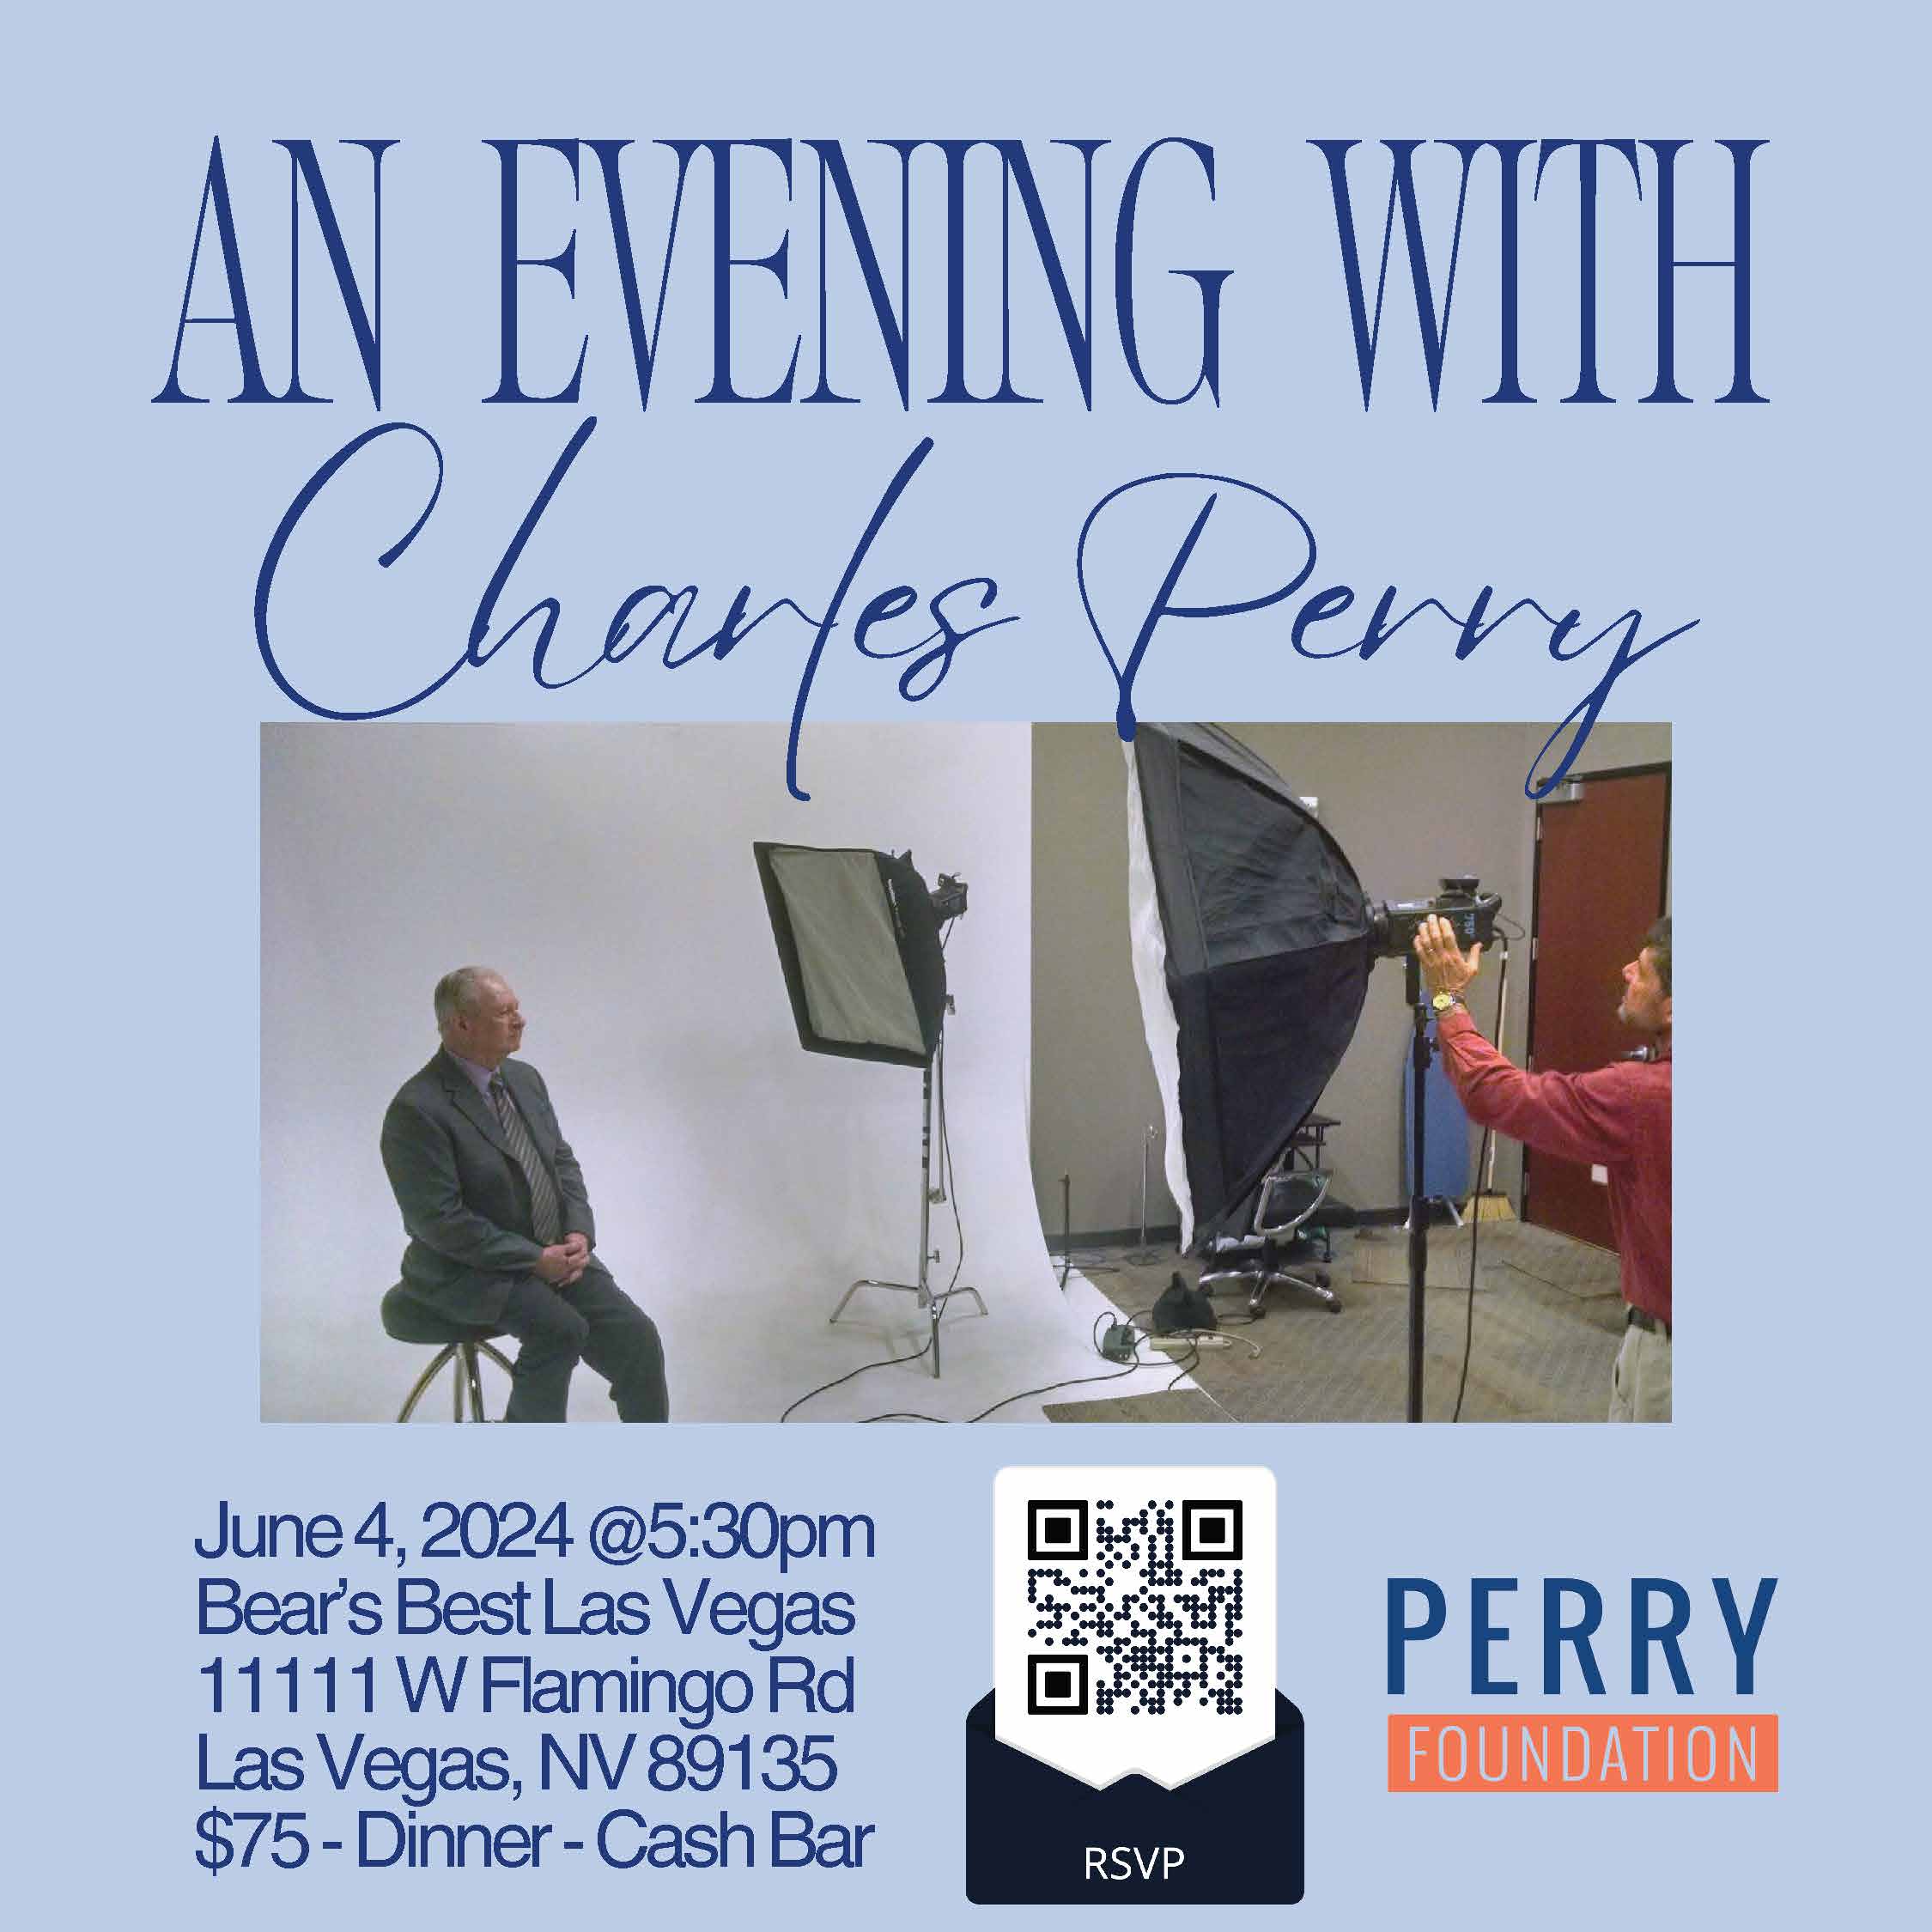 AN EVENING WITH
Charles Perry
June 4, 2024 @5:30pm
Bear's Best Las Vegas
11111 W Flamingo Rd
Las Vegas, NV 89135
$75 - Dinner - Cash Bar
RSVP
PERRY
FOUNDATION